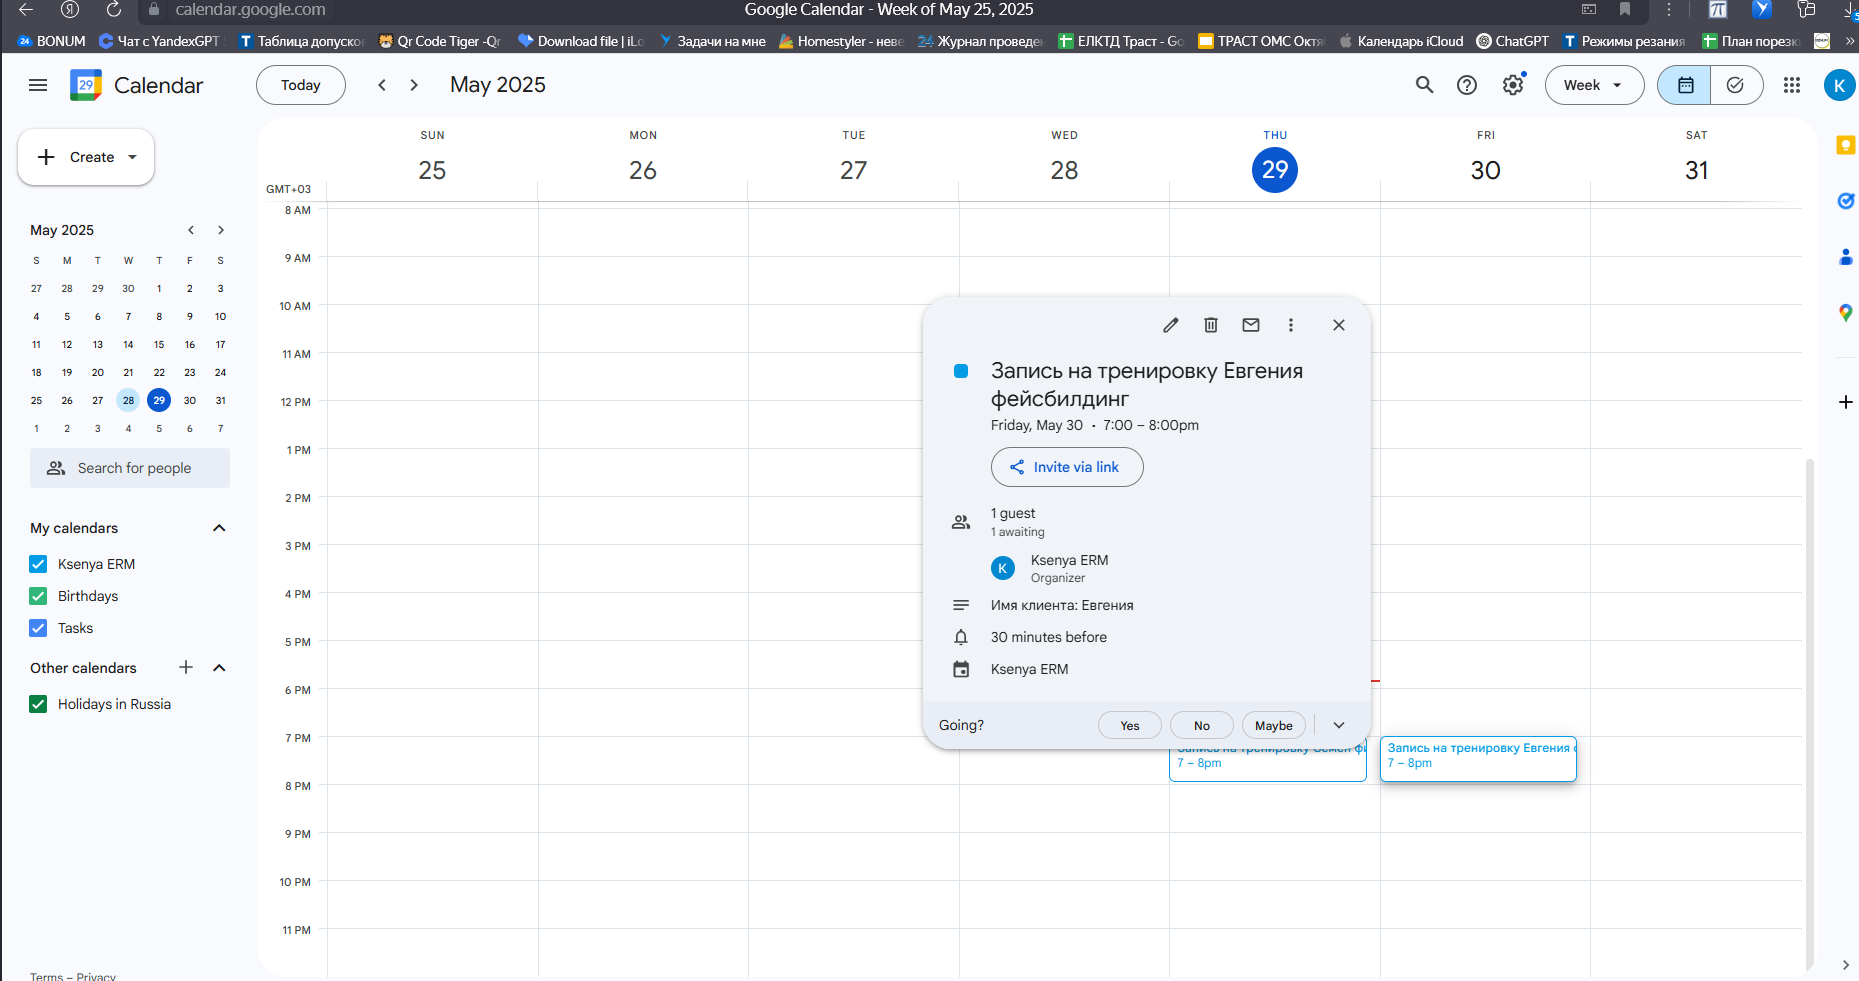 calendar.google.com
Google Calendar - Week of May 25, 2025
24 BONUM
Чат с YandexGPT
Таблица допуско
Qr Code Tiger -Qr
Download file | iLo
Задачи на мне
Homestyler - неве
24 Журнал проведе
ЕЛКТД Траст - Go
ТРАСТ ОМС Октя
Календарь iCloud
ChatGPT
Режимы резания
План порезк
29 Calendar
Today
May 2025
Week
K
Create
SUN MON TUE WED THU FRI SAT
25 26 27 28 29 30 31
GMT+03
May 2025
S M T W T F S
27 28 29 30 1 2 3
4 5 6 7 8 9 10
11 12 13 14 15 16 17
18 19 20 21 22 23 24
25 26 27 28 29 30 31
1 2 3 4 5 6 7
Search for people
My calendars
Ksenya ERM
Birthdays
Tasks
Other calendars
Holidays in Russia
Terms – Privacy
8 AM
9 AM
10 AM
11 AM
12 PM
1 PM
2 PM
3 PM
4 PM
5 PM
6 PM
7 PM
8 PM
9 PM
10 PM
11 PM
Запись на тренировку Евгения
фейсбилдинг
Friday, May 30 • 7:00 – 8:00pm
Invite via link
1 guest
1 awaiting
K
Ksenya ERM
Organizer
Имя клиента: Евгения
30 minutes before
Ksenya ERM
Going?
Yes
No
Maybe
Запись на тренировку Семен фи
7 – 8pm
Запись на тренировку Евгения
7 – 8pm